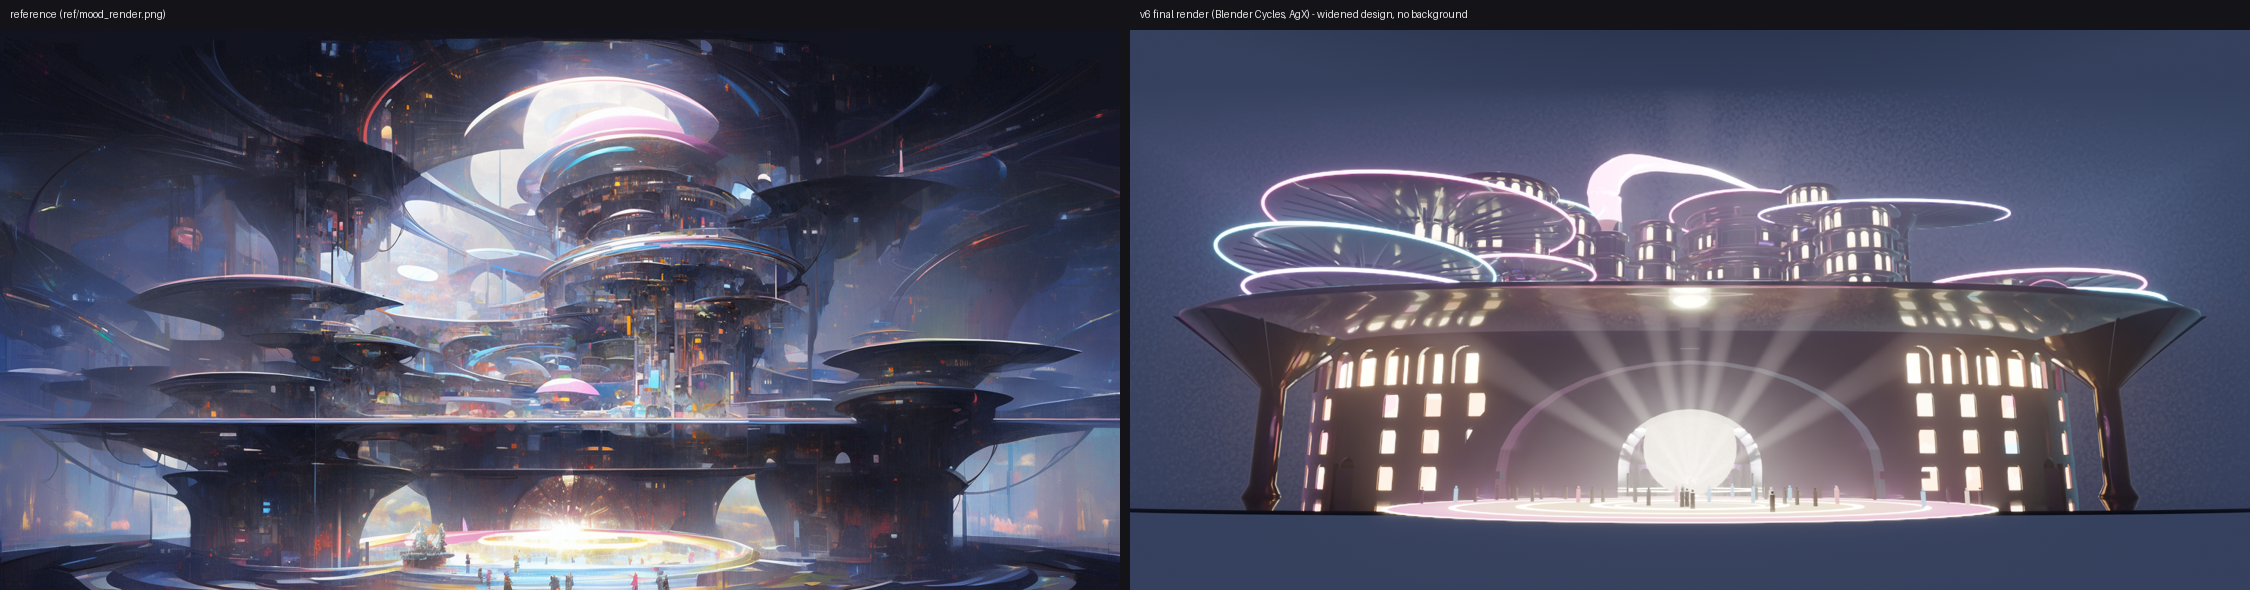 reference (ref/mood_render.png)
v6 final render (Blender Cycles, AgX) - widened design, no background